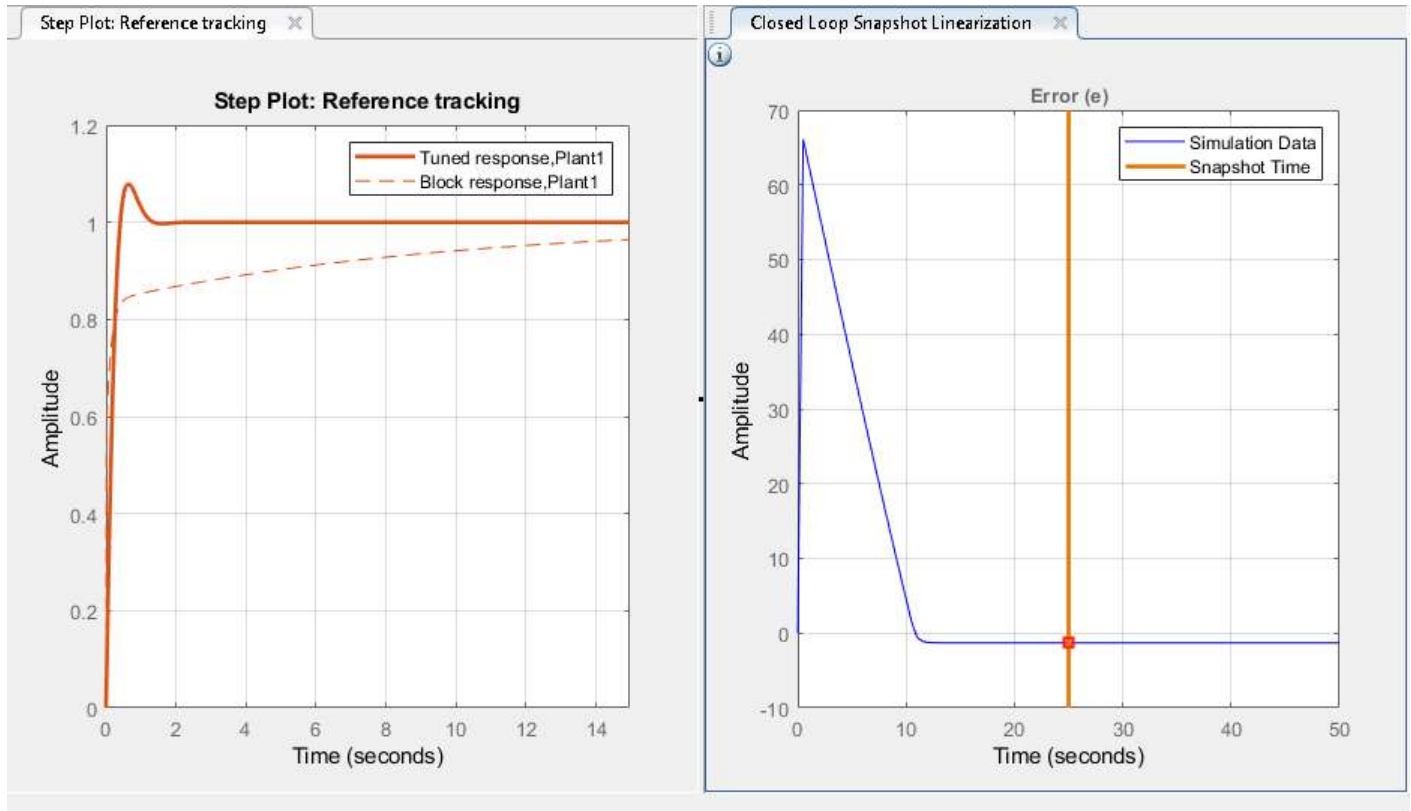 Step Plot: Reference tracking
Closed Loop Snapshot Linearization
Step Plot: Reference tracking
Tuned response,Plant1
Block response,Plant1
1.2
1
0.8
0.6
0.4
0.2
0
Amplitude
0 2 4 6 8 10 12 14
Time (seconds)
Error (e)
Simulation Data
Snapshot Time
70
60
50
40
30
20
10
0
-10
Amplitude
0 10 20 30 40 50
Time (seconds)